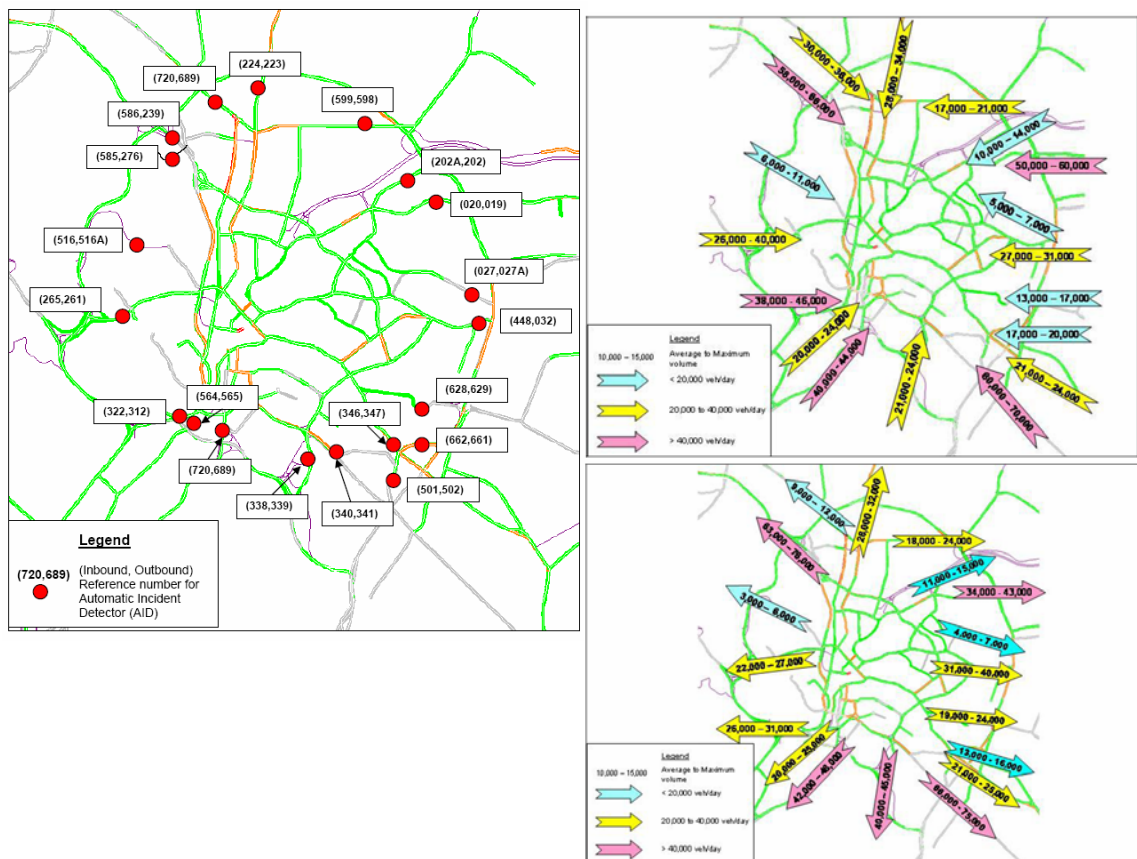 (224,223)
(720,689)
(599,598)
(586,239)
(585,276)
(202A,202)
(020,019)
(516,516A)
(027,027A)
(265,261)
(448,032)
(628,629)
(564,565)
(346,347)
(322,312)
(662,661)
(720,689)
(501,502)
(338,339)
(340,341)
Legend
(720,689)
(Inbound, Outbound)
Reference number for
Automatic Incident
Detector (AID)
28,000 - 34,000
17,000 – 21,000
10,000 – 14,000
50,000 – 60,000
6,000 - 11,000
5,000 – 7,000
26,000 - 40,000
27,000 – 31,000
38,000 - 46,000
13,000 – 17,000
20,000 - 24,000
17,000 – 20,000
40,000 - 44,000
21,000 - 24,000
21,000 – 24,000
60,000 – 70,000
Legend
10,000 – 15,000
Average to Maximum
volume
< 20,000 veh/day
20,000 to 40,000 veh/day
> 40,000 veh/day
9,000 – 12,000
18,000 - 24,000
11,000 - 15,000
34,000 - 43,000
3,000 – 6,000
4,000 - 7,000
22,000 – 27,000
31,000 - 40,000
19,000 - 24,000
26,000 – 31,000
20,000 – 25,000
13,000 - 16,000
21,000 - 25,000
40,000 – 45,000
Legend
10,000 – 15,000
Average to Maximum
volume
< 20,000 veh/day
20,000 to 40,000 veh/day
> 40,000 veh/day